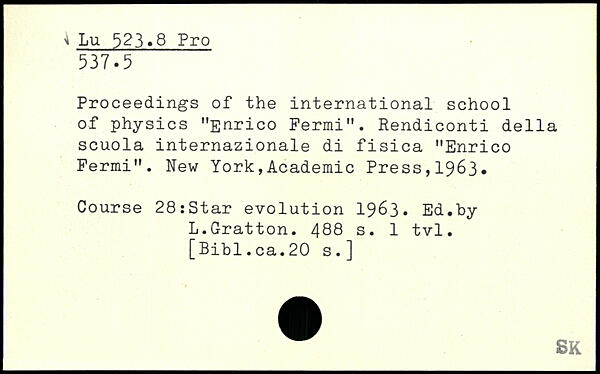 Lu 523.8 Pro
537.5
Proceedings of the international school
of physics "Enrico Fermi". Rendiconti della
scuola internazionale di fisica "Enrico
Fermi". New York,Academic Press,1963.
Course 28:Star evolution 1963. Ed.by
L.Gratton. 488 s. 1 tvl.
[Bibl.ca.20 s.]
SK